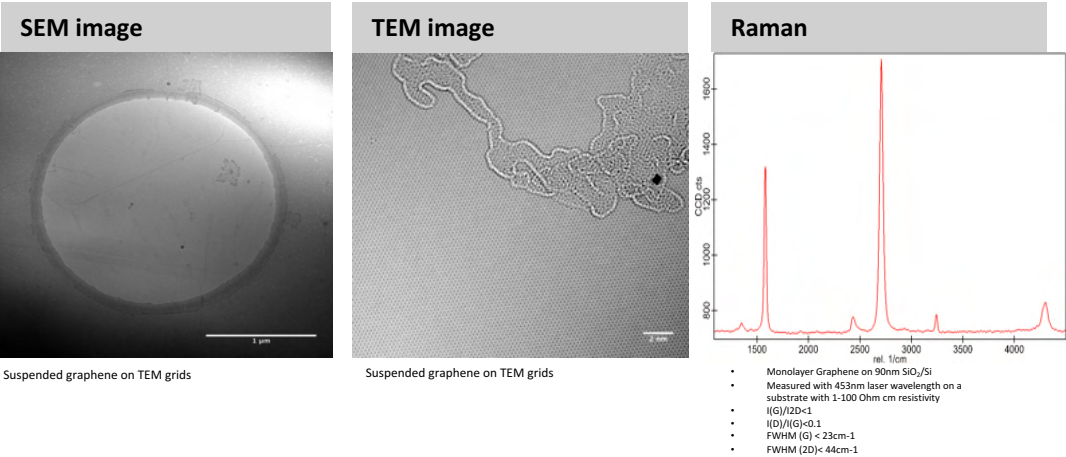 SEM image
TEM image
Raman
1 µm
2 nm
1600
1400
1200
1000
800
CCD cts
1500 2000 2500 3000 3500 4000
rel. 1/cm
Suspended graphene on TEM grids
Suspended graphene on TEM grids
• Monolayer Graphene on 90nm SiO₂/Si
• Measured with 453nm laser wavelength on a
substrate with 1-100 Ohm cm resistivity
• I(G)/I2D<1
• I(D)/I(G)<0.1
• FWHM (G) < 23cm-1
• FWHM (2D)< 44cm-1